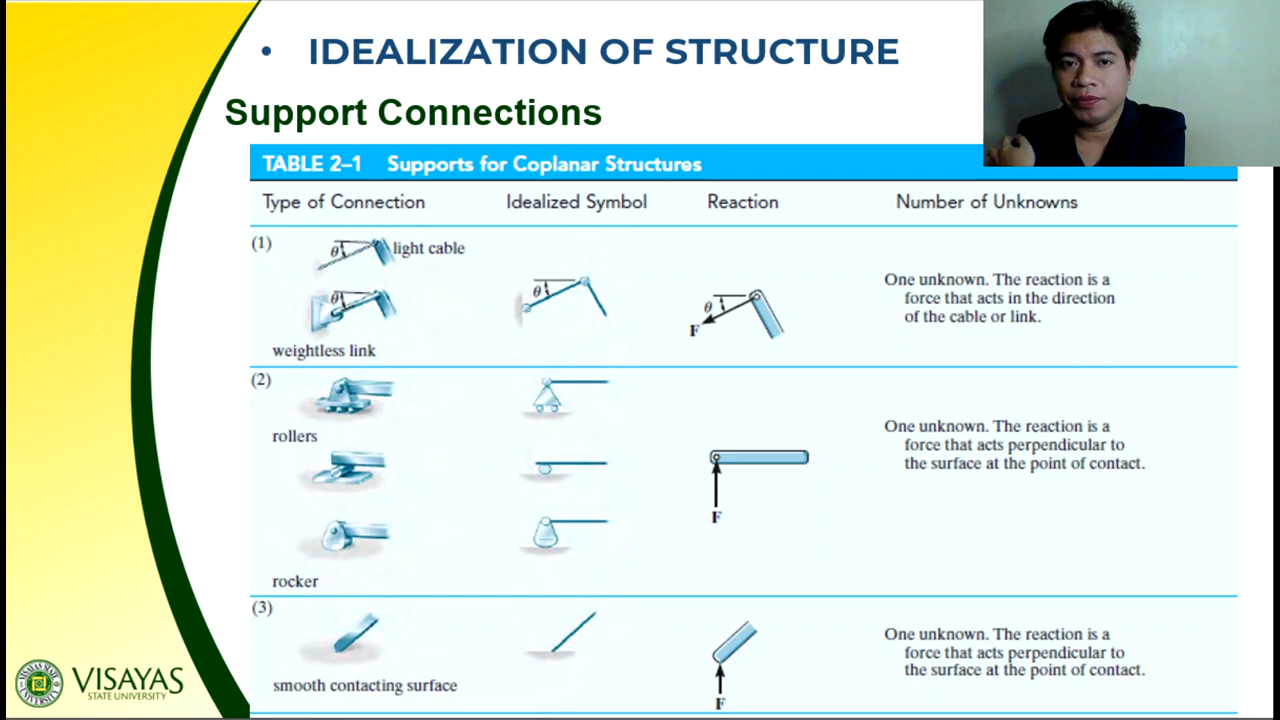 • IDEALIZATION OF STRUCTURE
Support Connections
TABLE 2–1 Supports for Coplanar Structures
Type of Connection Idealized Symbol Reaction Number of Unknowns
(1)
θ light cable
θ
weightless link
θ
θ
F
One unknown. The reaction is a
force that acts in the direction
of the cable or link.
(2)
rollers
rocker
F
One unknown. The reaction is a
force that acts perpendicular to
the surface at the point of contact.
(3)
smooth contacting surface
F
One unknown. The reaction is a
force that acts perpendicular to
the surface at the point of contact.
VISAYAS
STATE UNIVERSITY